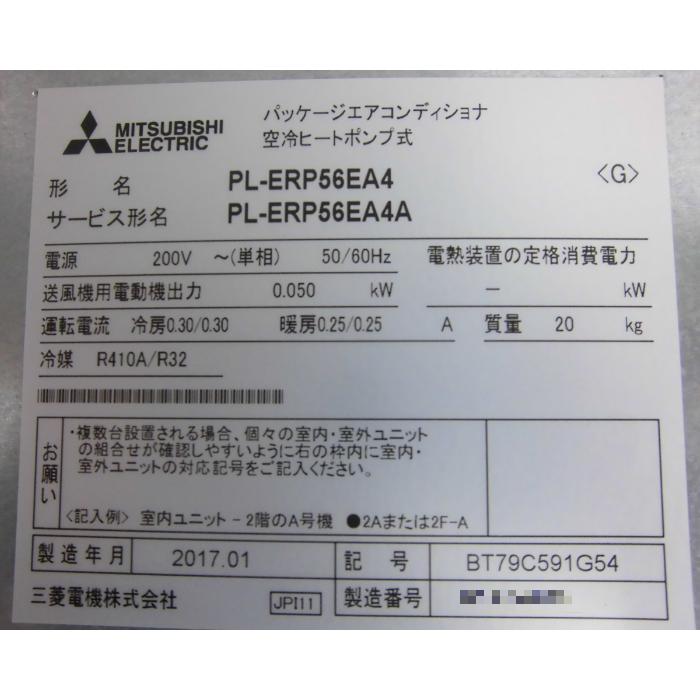 MITSUBISHI
ELECTRIC
パッケージエアコンディショナ
空冷ヒートポンプ式
形 名 PL-ERP56EA4 〈G〉
サービス形名 PL-ERP56EA4A
電源 200V ～(単相) 50/60Hz 電熱装置の定格消費電力
送風機用電動機出力 0.050 kW － kW
運転電流 冷房0.30/0.30 暖房0.25/0.25 A 質量 20 kg
冷媒 R410A/R32
お願い
・複数台設置される場合、個々の室内・室外ユニット
の組合せが確認しやすいように右の枠内に室内・
室外ユニットの対応記号をご記入ください。
〈記入例〉 室内ユニット－2階のA号機 ●2Aまたは2F-A
製造年月 2017.01 記 号 BT79C591G54
三菱電機株式会社 JPI11 製造番号